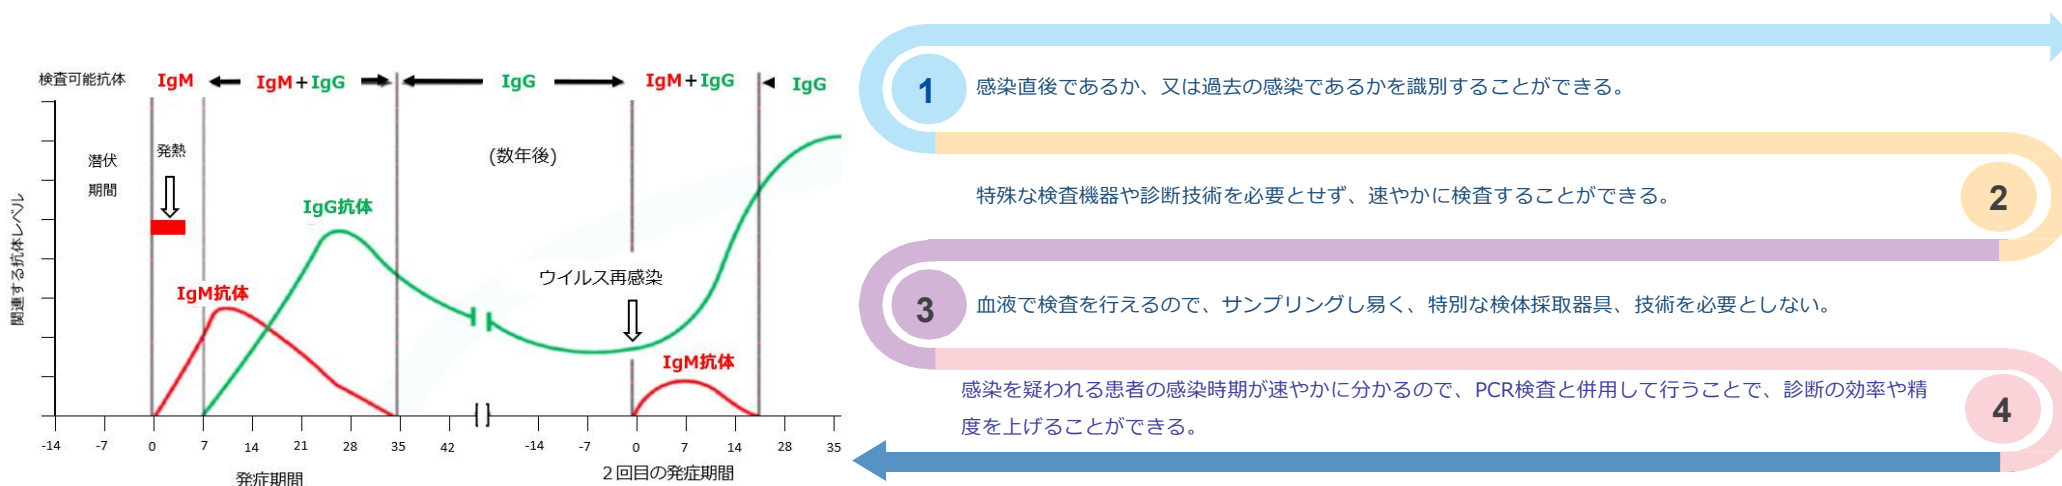 検査可能抗体 IgM IgM+IgG IgG IgM+IgG IgG
潜伏
期間
発熱
(数年後)
IgG抗体
ウイルス再感染
IgM抗体
IgM抗体
関連する抗体レベル
-14 -7 0 7 14 21 28 35 42 -14 -7 0 7 14 28 35
発症期間
2回目の発症期間
1
感染直後であるか、又は過去の感染であるかを識別することができる。
特殊な検査機器や診断技術を必要とせず、速やかに検査することができる。
2
3
血液で検査を行えるので、サンプリングし易く、特別な検体採取器具、技術を必要としない。
感染を疑われる患者の感染時期が速やかに分かるので、PCR検査と併用して行うことで、診断の効率や精
度を上げることができる。
4